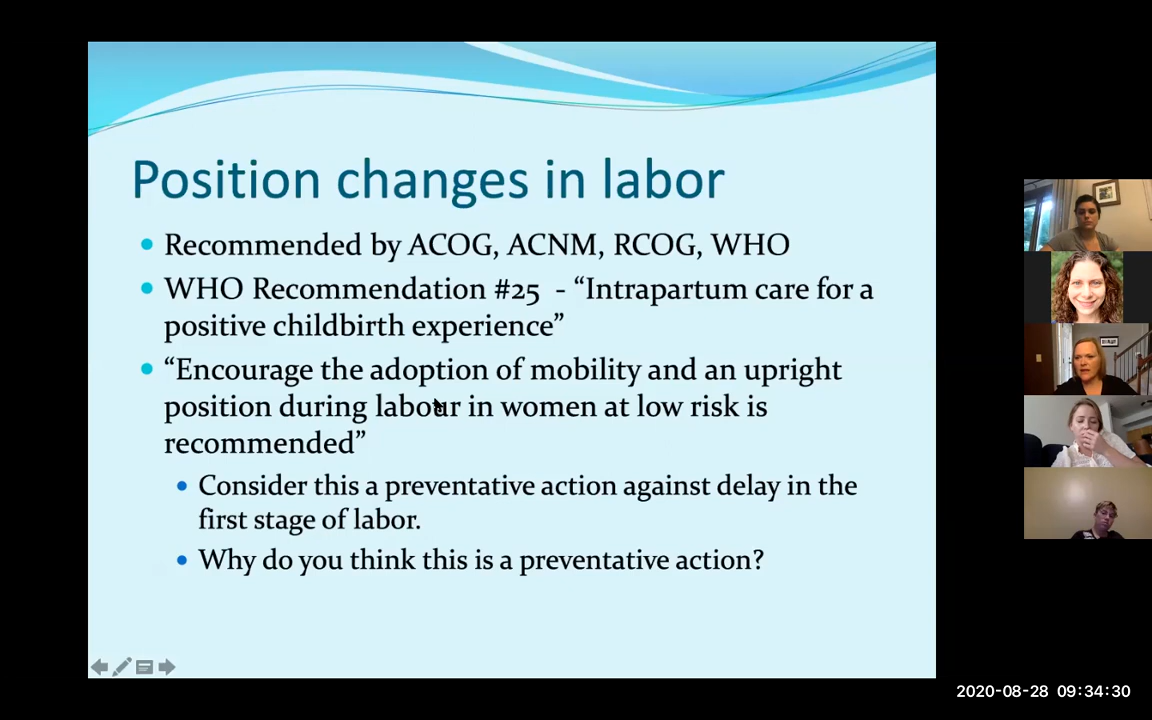 Position changes in labor
Recommended by ACOG, ACNM, RCOG, WHO
WHO Recommendation #25 - “Intrapartum care for a
positive childbirth experience”
“Encourage the adoption of mobility and an upright
position during labour in women at low risk is
recommended”
Consider this a preventative action against delay in the
first stage of labor.
Why do you think this is a preventative action?
2020-08-28 09:34:30